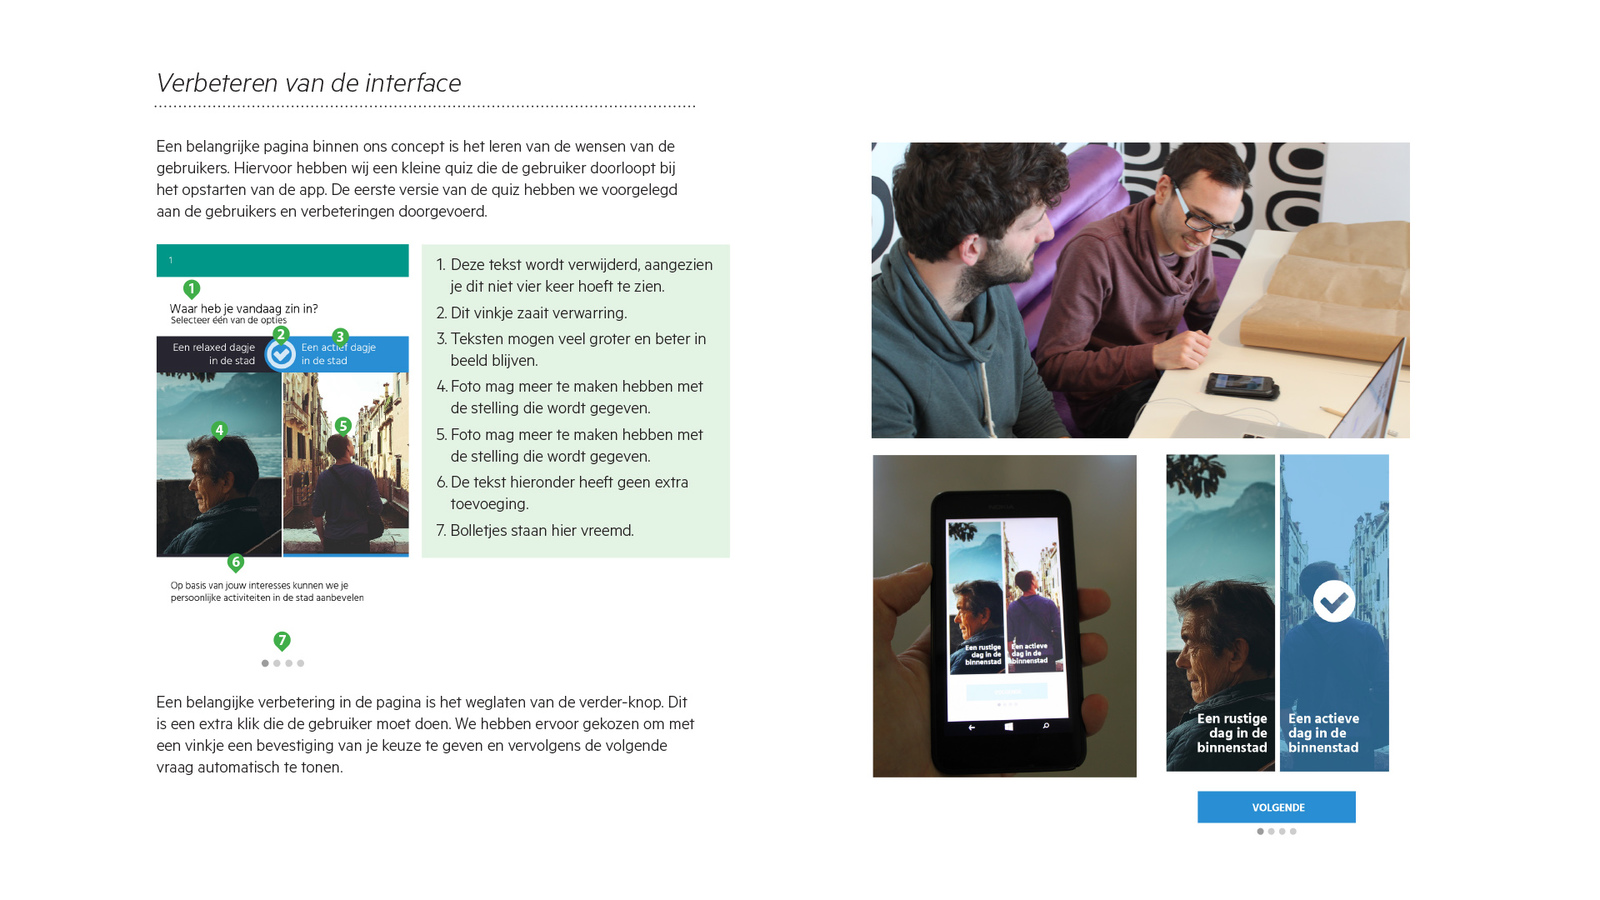 Verbeteren van de interface
Een belangrijke pagina binnen ons concept is het leren van de wensen van de
gebruikers. Hiervoor hebben wij een kleine quiz die de gebruiker doorloopt bij
het opstarten van de app. De eerste versie van de quiz hebben we voorgelegd
aan de gebruikers en verbeteringen doorgevoerd.
1
1
Waar heb je vandaag zin in?
Selecteer één van de opties
2
3
Een relaxed dagje
in de stad
Een actief dagje
in de stad
4
5
6
Op basis van jouw interesses kunnen we je
persoonlijke activiteiten in de stad aanbevelen
7
1. Deze tekst wordt verwijderd, aangezien
je dit niet vier keer hoeft te zien.
2. Dit vinkje zaait verwarring.
3. Teksten mogen veel groter en beter in
beeld blijven.
4. Foto mag meer te maken hebben met
de stelling die wordt gegeven.
5. Foto mag meer te maken hebben met
de stelling die wordt gegeven.
6. De tekst hieronder heeft geen extra
toevoeging.
7. Bolletjes staan hier vreemd.
Een belangijke verbetering in de pagina is het weglaten van de verder-knop. Dit
is een extra klik die de gebruiker moet doen. We hebben ervoor gekozen om met
een vinkje een bevestiging van je keuze te geven en vervolgens de volgende
vraag automatisch te tonen.
Een rustige
dag in de
binnenstad
Een actieve
dag in de
binnenstad
Een rustige
dag in de
binnenstad
Een actieve
dag in de
binnenstad
VOLGENDE